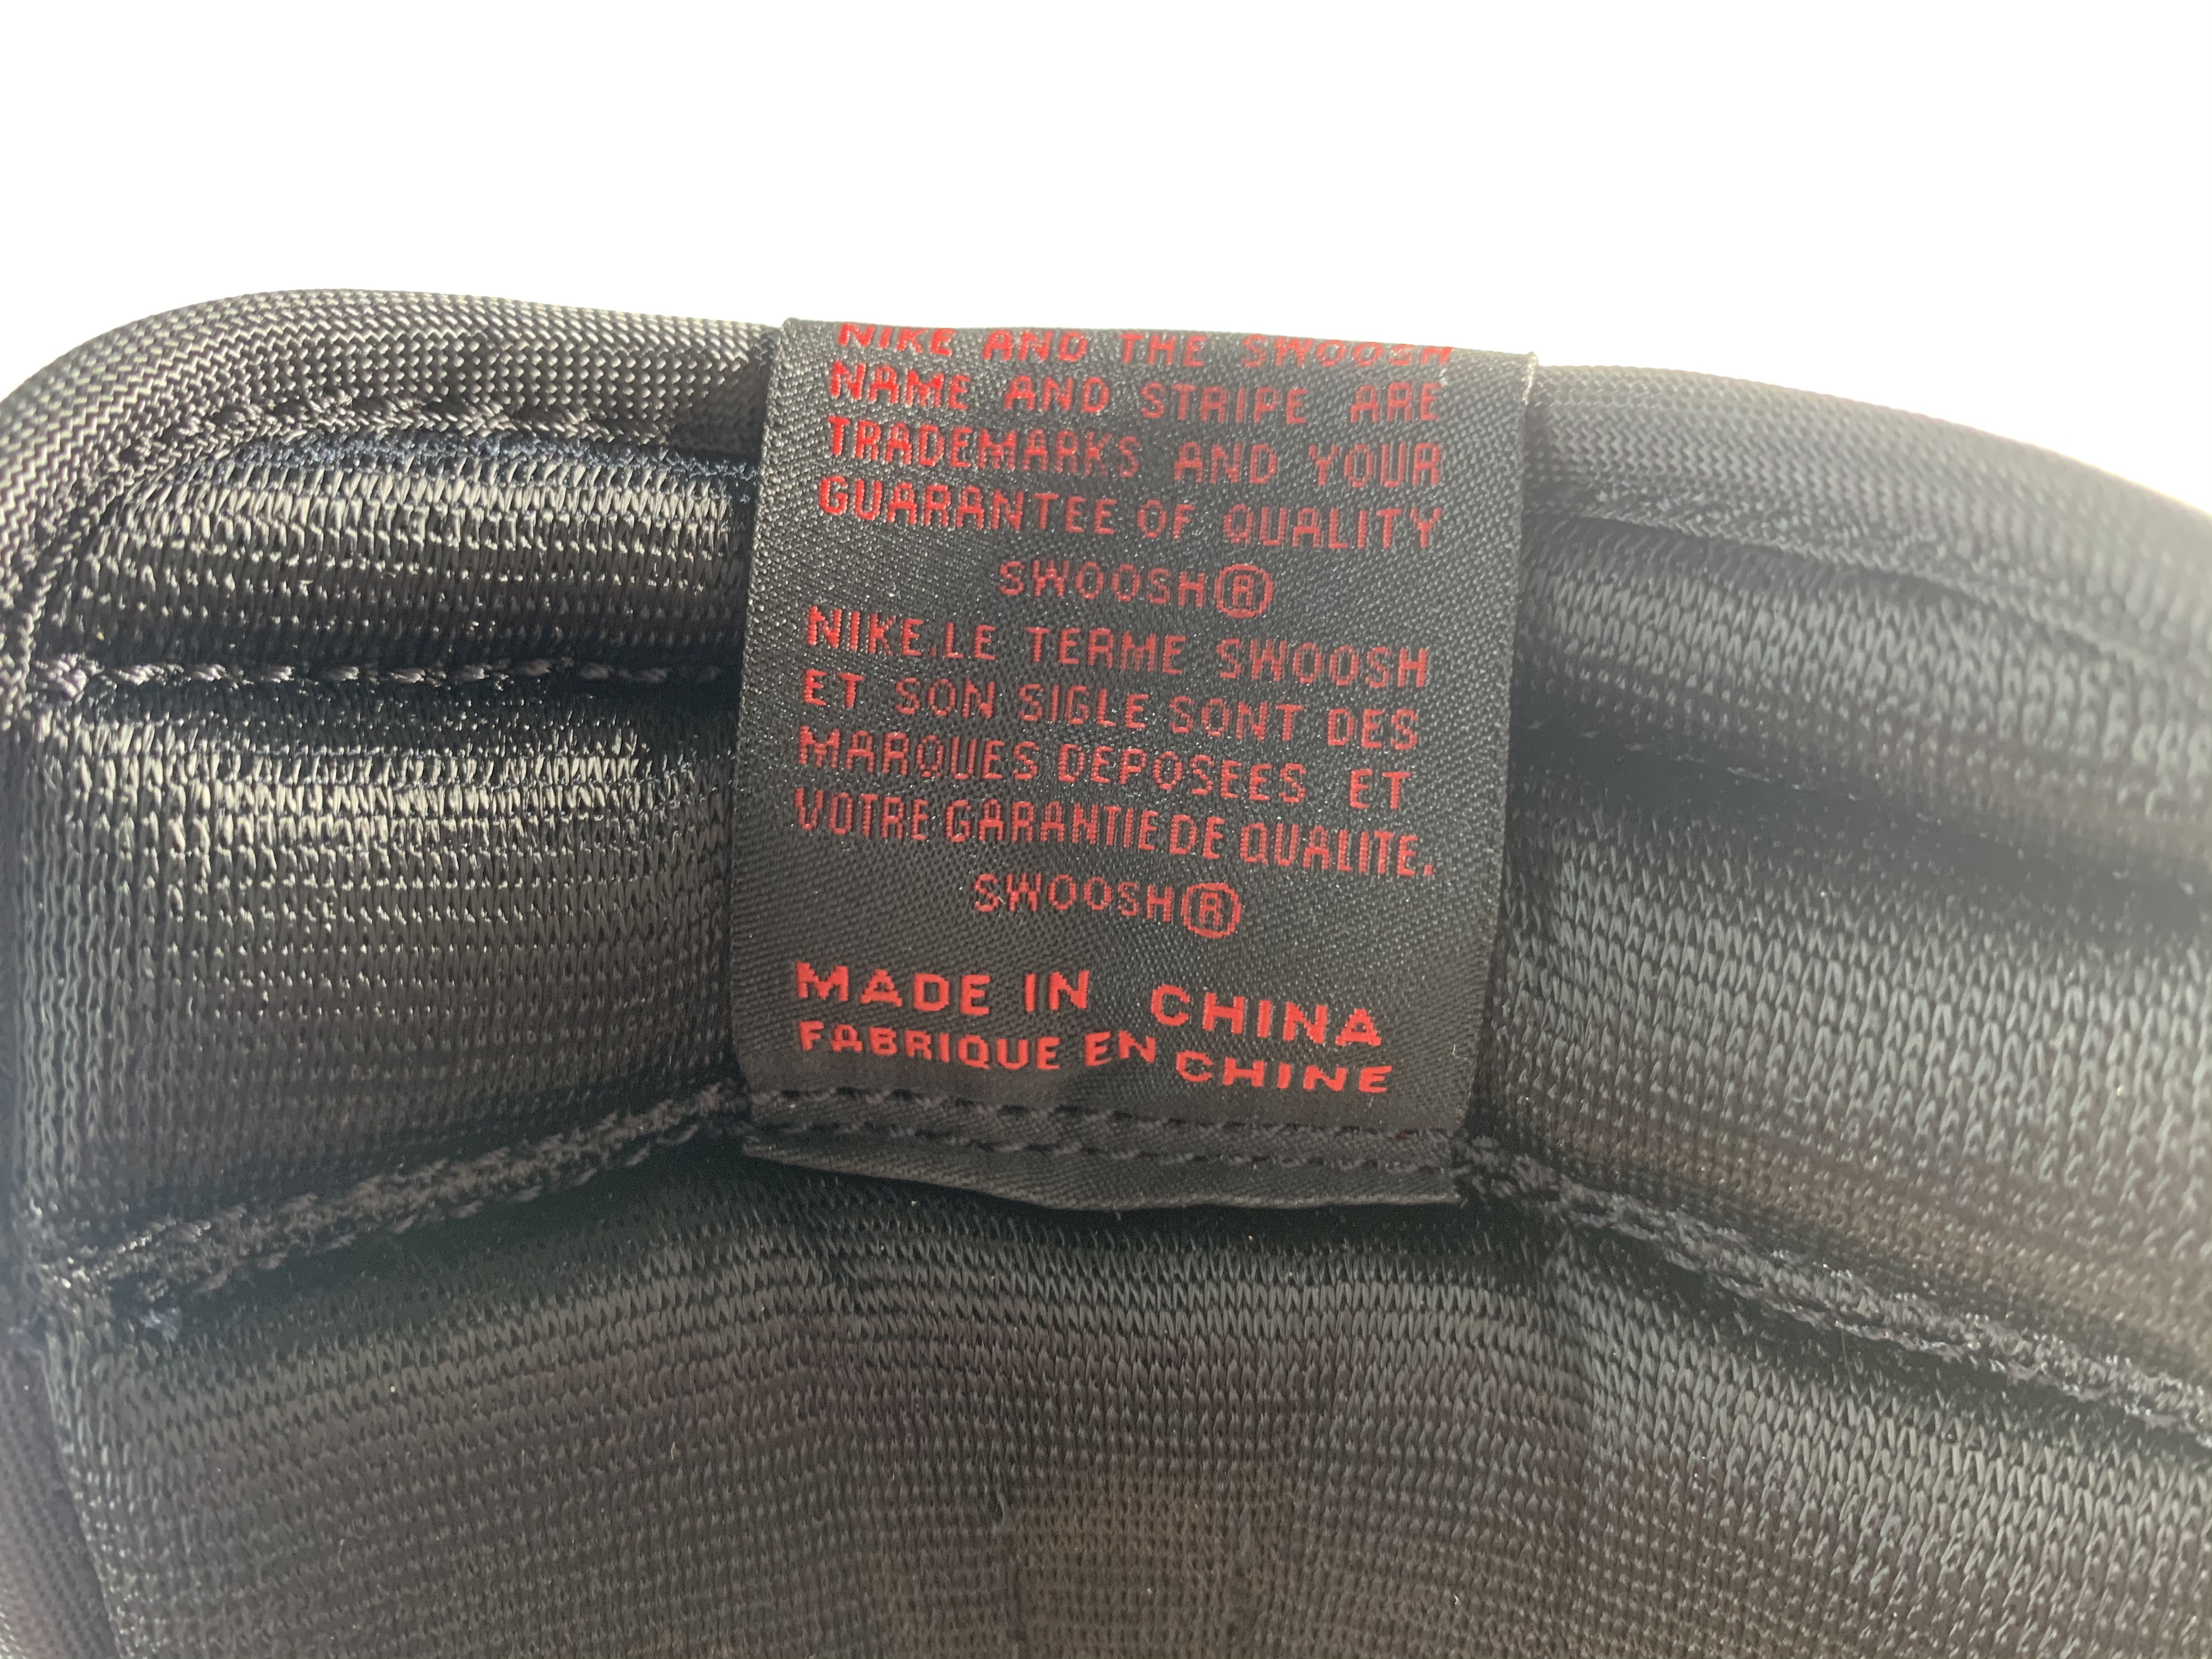 NIKE AND THE SWOOSH
NAME AND STRIPE ARE
TRADEMARKS AND YOUR
GUARANTEE OF QUALITY
SWOOSH®
NIKE.LE TERME SWOOSH
ET SON SIGLE SONT DES
MARQUES DEPOSEES ET
VOTRE GARANTIE DE QUALITE.
SWOOSH®
MADE IN CHINA
FABRIQUE EN CHINE